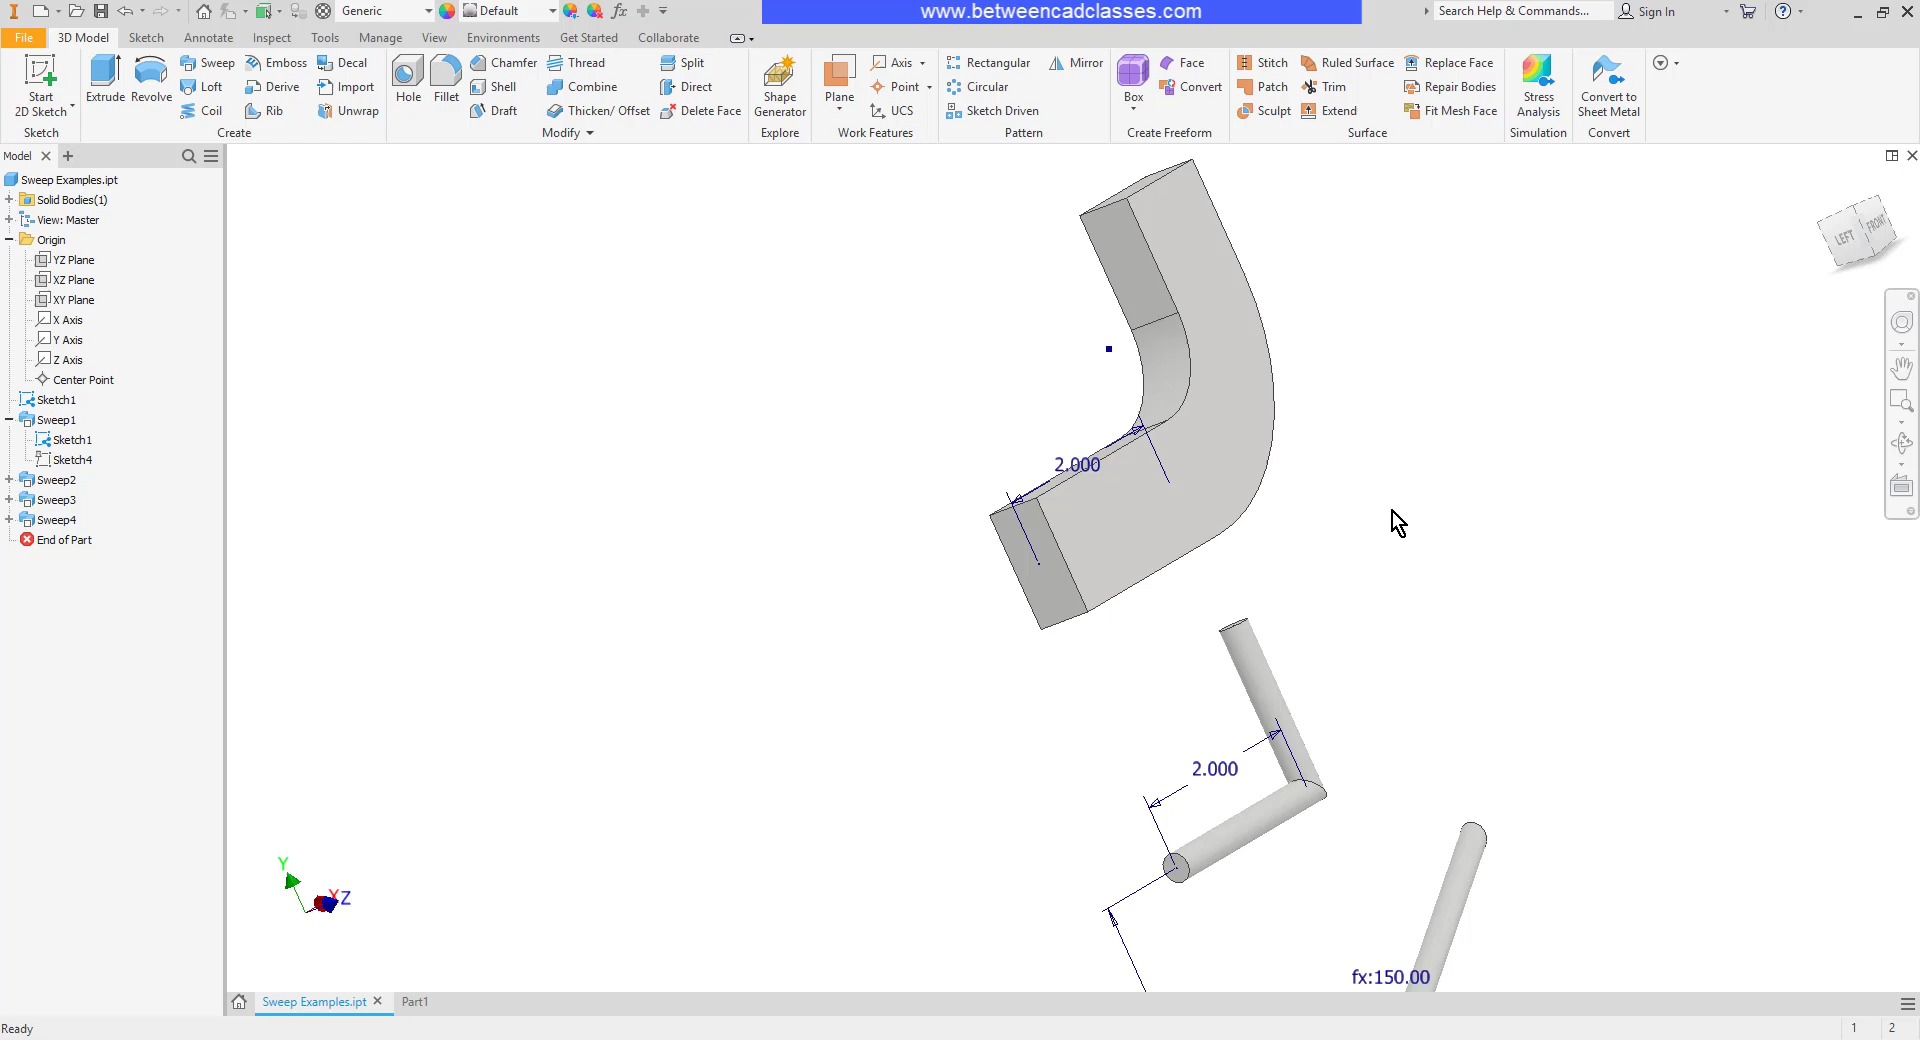 Generic
Default
fx
www.betweencadclasses.com
Search Help & Commands...
Sign In
File
3D Model
Sketch
Annotate
Inspect
Tools
Manage
View
Environments
Get Started
Collaborate
Start
2D Sketch
Sketch
Extrude
Revolve
Sweep
Loft
Coil
Emboss
Derive
Rib
Decal
Import
Unwrap
Create
Hole
Fillet
Chamfer
Shell
Draft
Thread
Combine
Thicken/ Offset
Split
Direct
Delete Face
Modify
Shape
Generator
Explore
Plane
Axis
Point
UCS
Work Features
Rectangular
Circular
Sketch Driven
Mirror
Pattern
Box
Face
Convert
Create Freeform
Stitch
Patch
Sculpt
Ruled Surface
Trim
Extend
Replace Face
Repair Bodies
Fit Mesh Face
Surface
Stress
Analysis
Simulation
Convert to
Sheet Metal
Convert
Model
Sweep Examples.ipt
Solid Bodies(1)
View: Master
Origin
YZ Plane
XZ Plane
XY Plane
X Axis
Y Axis
Z Axis
Center Point
Sketch1
Sweep1
Sketch1
Sketch4
Sweep2
Sweep3
Sweep4
End of Part
LEFT
FRONT
2.000
2.000
fx:150.00
Y
X
Z
Sweep Examples.ipt
Part1
Ready
1
2